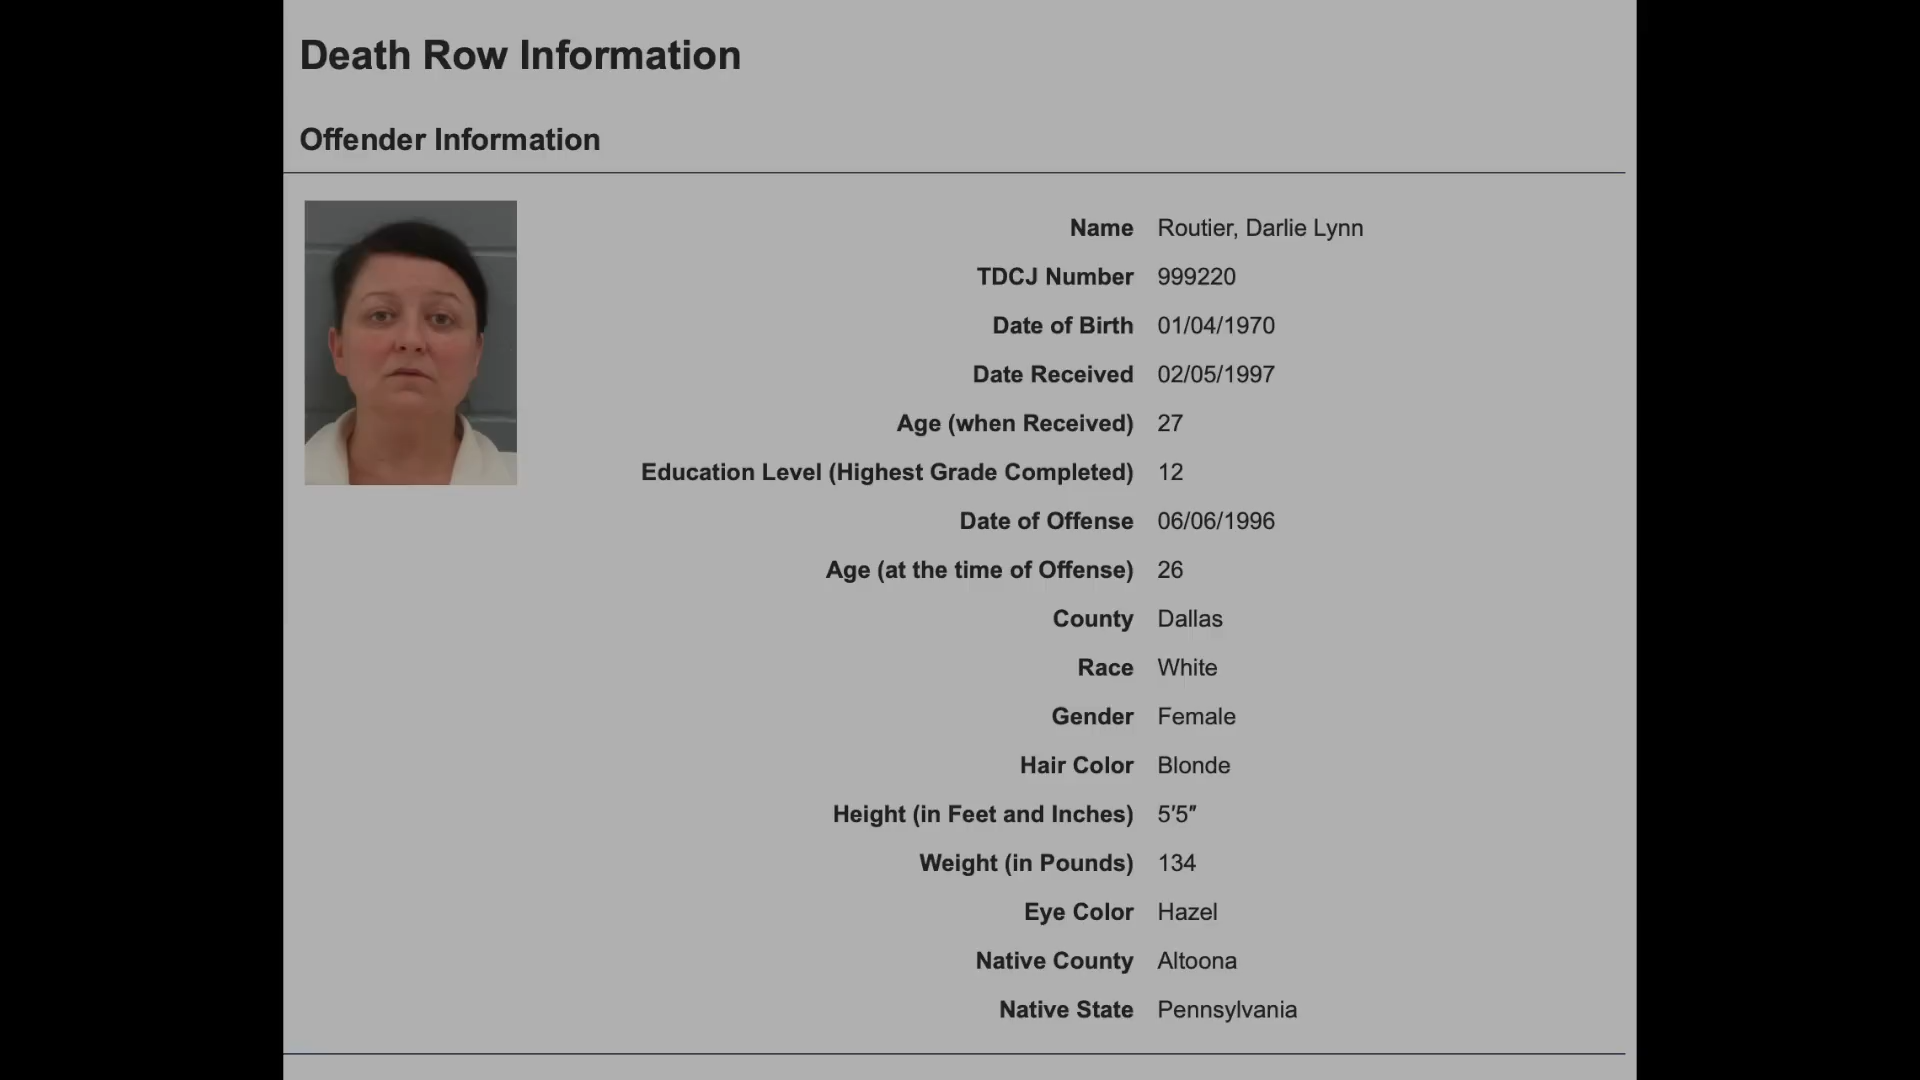 Death Row Information
Offender Information
Name Routier, Darlie Lynn
TDCJ Number 999220
Date of Birth 01/04/1970
Date Received 02/05/1997
Age (when Received) 27
Education Level (Highest Grade Completed) 12
Date of Offense 06/06/1996
Age (at the time of Offense) 26
County Dallas
Race White
Gender Female
Hair Color Blonde
Height (in Feet and Inches) 5′5″
Weight (in Pounds) 134
Eye Color Hazel
Native County Altoona
Native State Pennsylvania